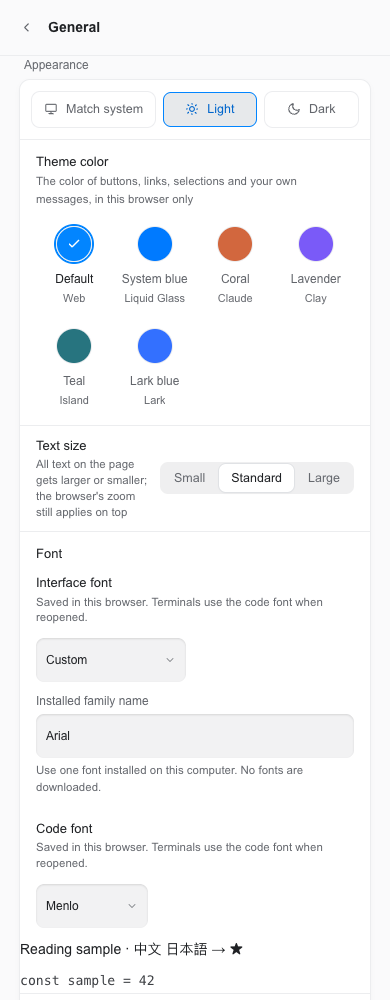 General
Appearance
Match system
Light
Dark
Theme color
The color of buttons, links, selections and your own
messages, in this browser only
Default
System blue
Coral
Lavender
Web
Liquid Glass
Claude
Clay
Teal
Lark blue
Island
Lark
Text size
All text on the page
gets larger or smaller;
the browser's zoom
still applies on top
Small
Standard
Large
Font
Interface font
Saved in this browser. Terminals use the code font when
reopened.
Custom
Installed family name
Arial
Use one font installed on this computer. No fonts are
downloaded.
Code font
Saved in this browser. Terminals use the code font when
reopened.
Menlo
Reading sample · 中文 日本語 → ★
const sample = 42